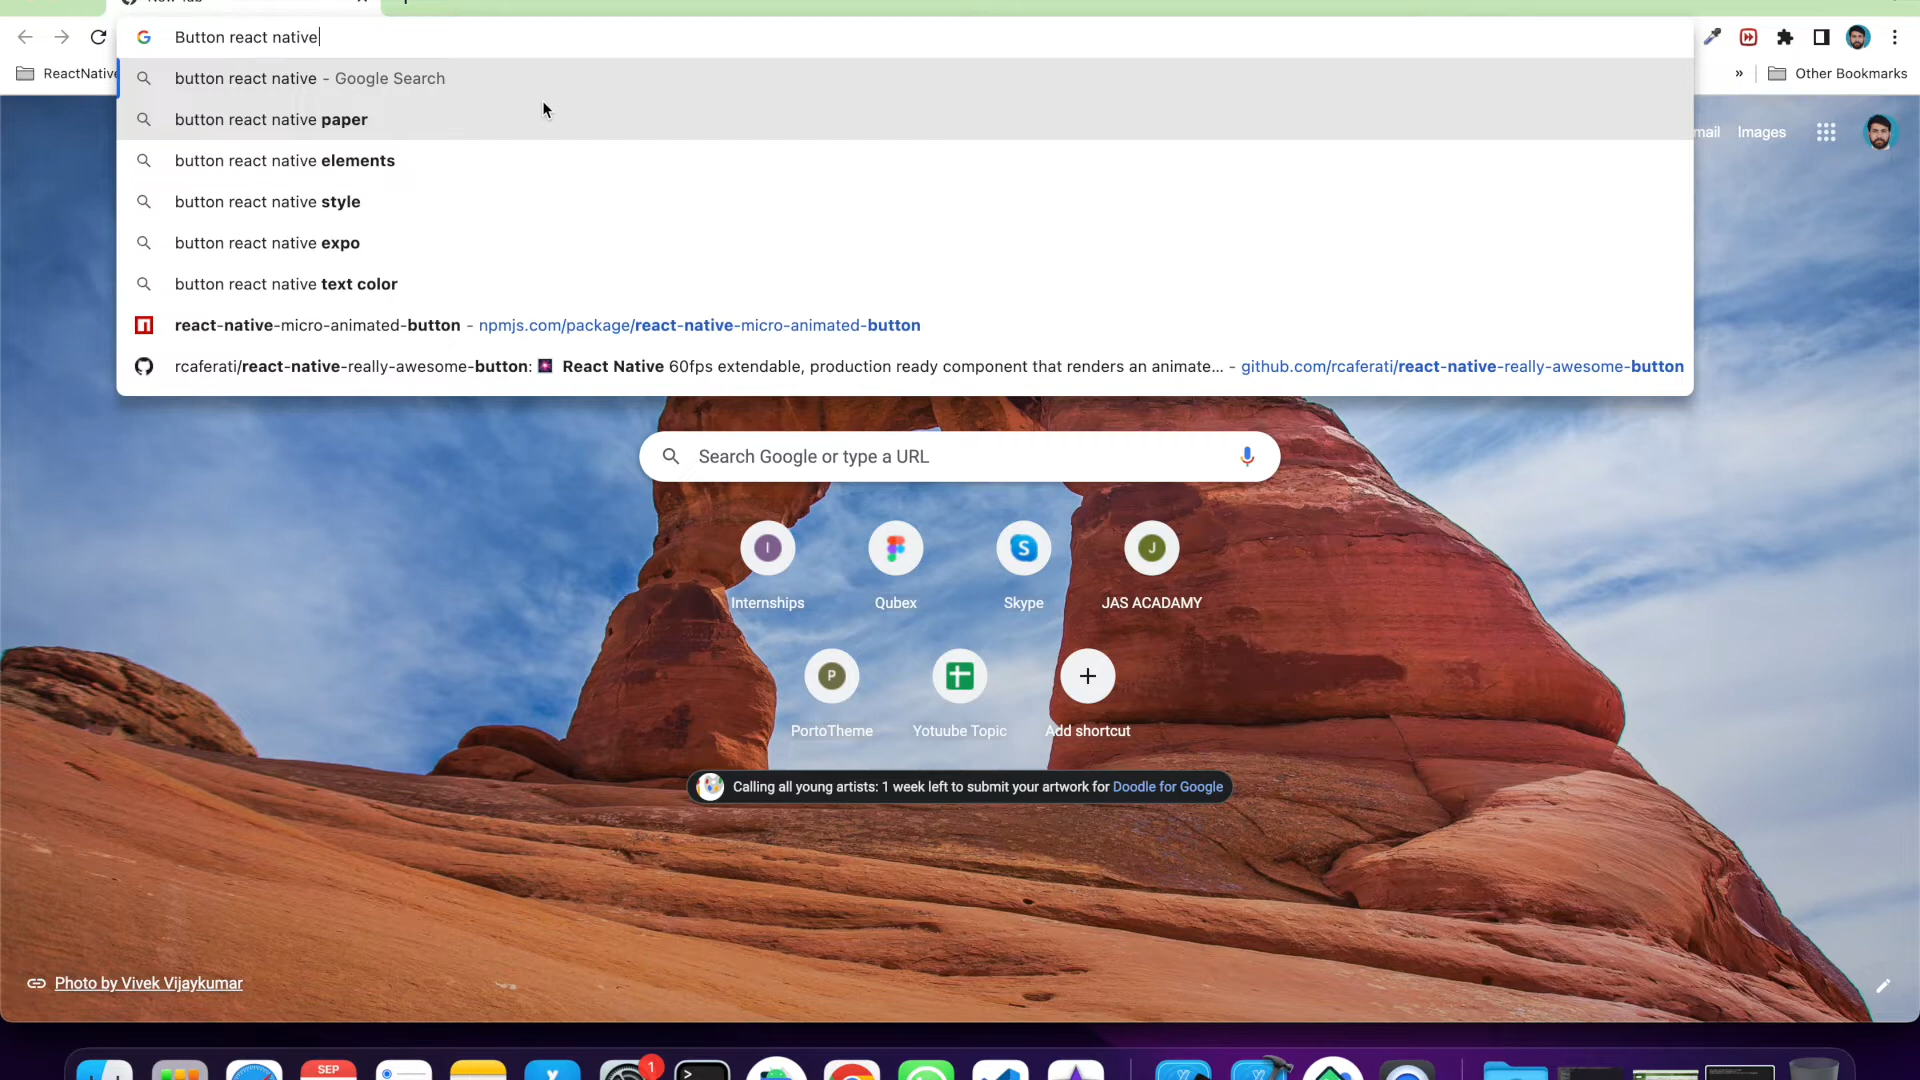 Button react native
ReactNative
»
Other Bookmarks
button react native - Google Search
button react native paper
button react native elements
button react native style
button react native expo
button react native text color
react-native-micro-animated-button - npmjs.com/package/react-native-micro-animated-button
rcaferati/react-native-really-awesome-button: React Native 60fps extendable, production ready component that renders an animate... - github.com/rcaferati/react-native-really-awesome-button
mail Images
Search Google or type a URL
I
S
J
Internships
Qubex
Skype
JAS ACADAMY
P
PortoTheme
Yotuube Topic
Add shortcut
Calling all young artists: 1 week left to submit your artwork for Doodle for Google
Photo by Vivek Vijaykumar
SEP
1